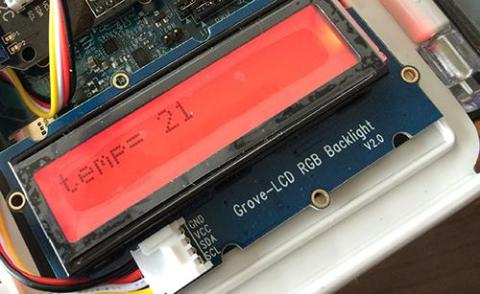 temp= 21
Grove-LCD RGB Backlight
V2.0
GND
VCC
SDA
SCL